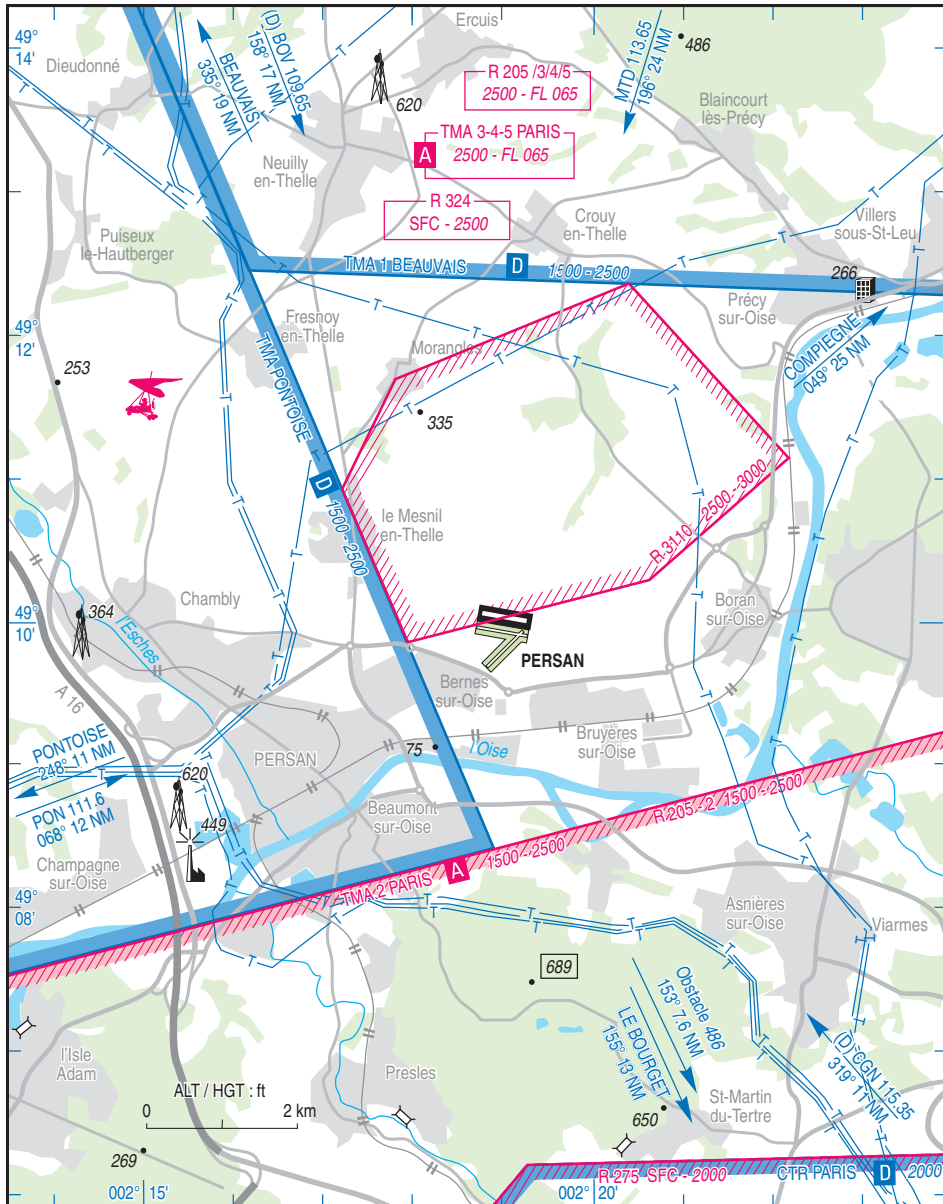 49°
14'
Dieudonné
(D) BOV 109.65
158° 17 NM
BEAUVAIS
335° 19 NM
Ercuis
620
R 205 /3/4/5
2500 - FL 065
MTD 113.65
196° 24 NM
486
Blaincourt
lès-Précy
Neuilly
en-Thelle
TMA 3-4-5 PARIS
A
2500 - FL 065
R 324
SFC - 2500
Crouy
en-Thelle
Villers
sous-St-Leu
Puiseux
le-Hautberger
TMA 1 BEAUVAIS
D
1500 - 2500
266
49°
12'
Fresnoy
en-Thelle
Morangles
Précy
sur-Oise
COMPIEGNE
049° 25 NM
253
TMA PONTOISE
D
1500 - 2500
335
le Mesnil
en-Thelle
R 3110 - 2500 - 3000
49°
10'
364
Chambly
l'Esches
A 16
Boran
sur-Oise
PERSAN
Bernes
sur-Oise
PONTOISE
248° 11 NM
PON 111.6
068° 12 NM
PERSAN
75
l'Oise
Bruyères
sur-Oise
620
449
Beaumont
sur-Oise
R 205 - 2 1500 - 2500
Champagne
sur-Oise
TMA 2 PARIS
A
1500 - 2500
49°
08'
Asnières
sur-Oise
Viarmes
689
Obstacle 486
153° 7.6 NM
LE BOURGET
155° 13 NM
(D) CGN 115.35
319° 11 NM
l'Isle
Adam
ALT / HGT : ft
0
2 km
Presles
650
St-Martin
du-Tertre
269
R 275 SFC - 2000
CTR PARIS
D
2000
002° 15'
002° 20'